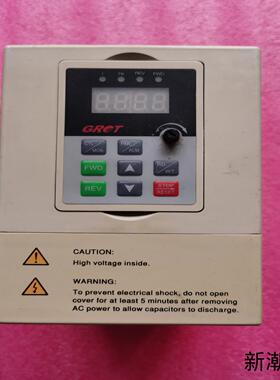 REV FWD
8888
GRET
FWD
REV
STOP
RESET
CAUTION:
High voltage inside.
WARNING:
To prevent electrical shock, do not open
cover for at least 5 minutes after removing
AC power to allow capacitors to discharge.
新潮